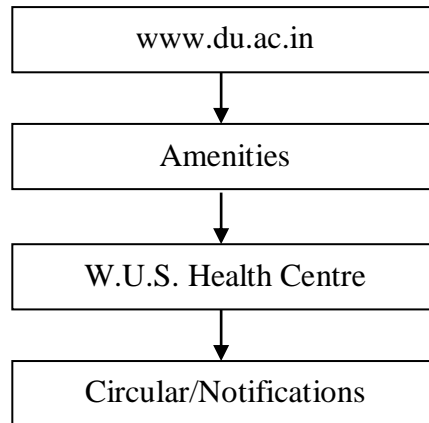 www.du.ac.in
Amenities
W.U.S. Health Centre
Circular/Notifications